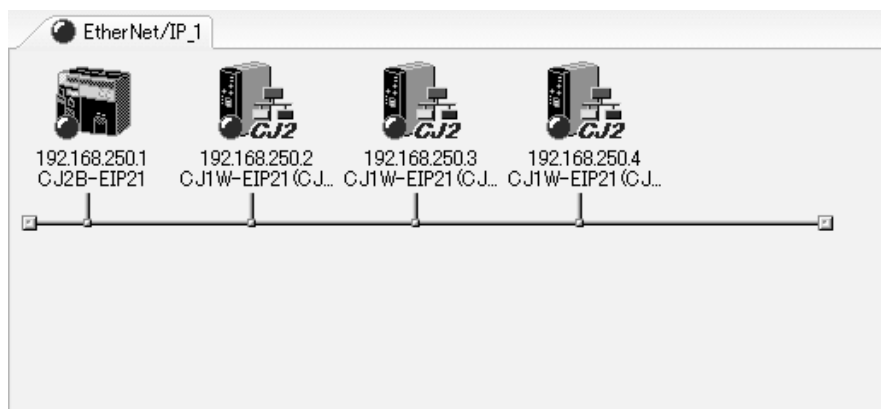 EtherNet/IP_1
CJ2 CJ2 CJ2
192.168.250.1 192.168.250.2 192.168.250.3 192.168.250.4
CJ2B-EIP21 CJ1W-EIP21 (CJ... CJ1W-EIP21 (CJ... CJ1W-EIP21 (CJ...